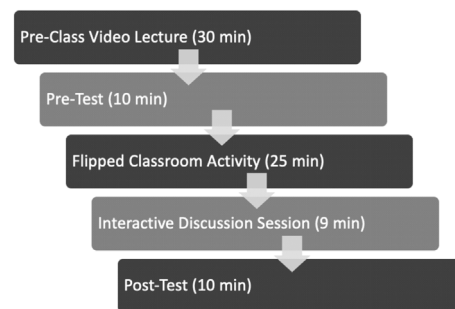 Pre-Class Video Lecture (30 min)
Pre-Test (10 min)
Flipped Classroom Activity (25 min)
Interactive Discussion Session (9 min)
Post-Test (10 min)